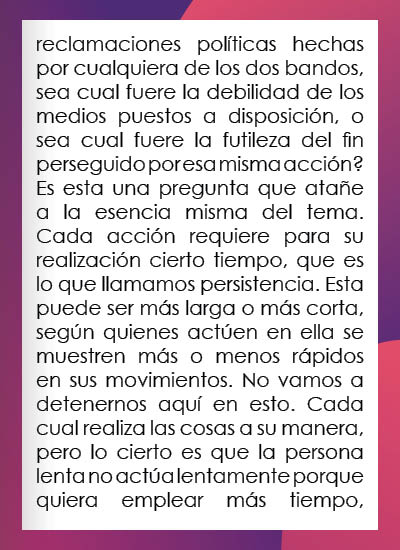 reclamaciones políticas hechas
por cualquiera de los dos bandos,
sea cual fuere la debilidad de los
medios puestos a disposición, o
sea cual fuere la futileza del fin
perseguido por esa misma acción?
Es esta una pregunta que atañe
a la esencia misma del tema.
Cada acción requiere para su
realización cierto tiempo, que es
lo que llamamos persistencia. Esta
puede ser más larga o más corta,
según quienes actúen en ella se
muestren más o menos rápidos
en sus movimientos. No vamos a
detenernos aquí en esto. Cada
cual realiza las cosas a su manera,
pero lo cierto es que la persona
lenta no actúa lentamente porque
quiera emplear más tiempo,